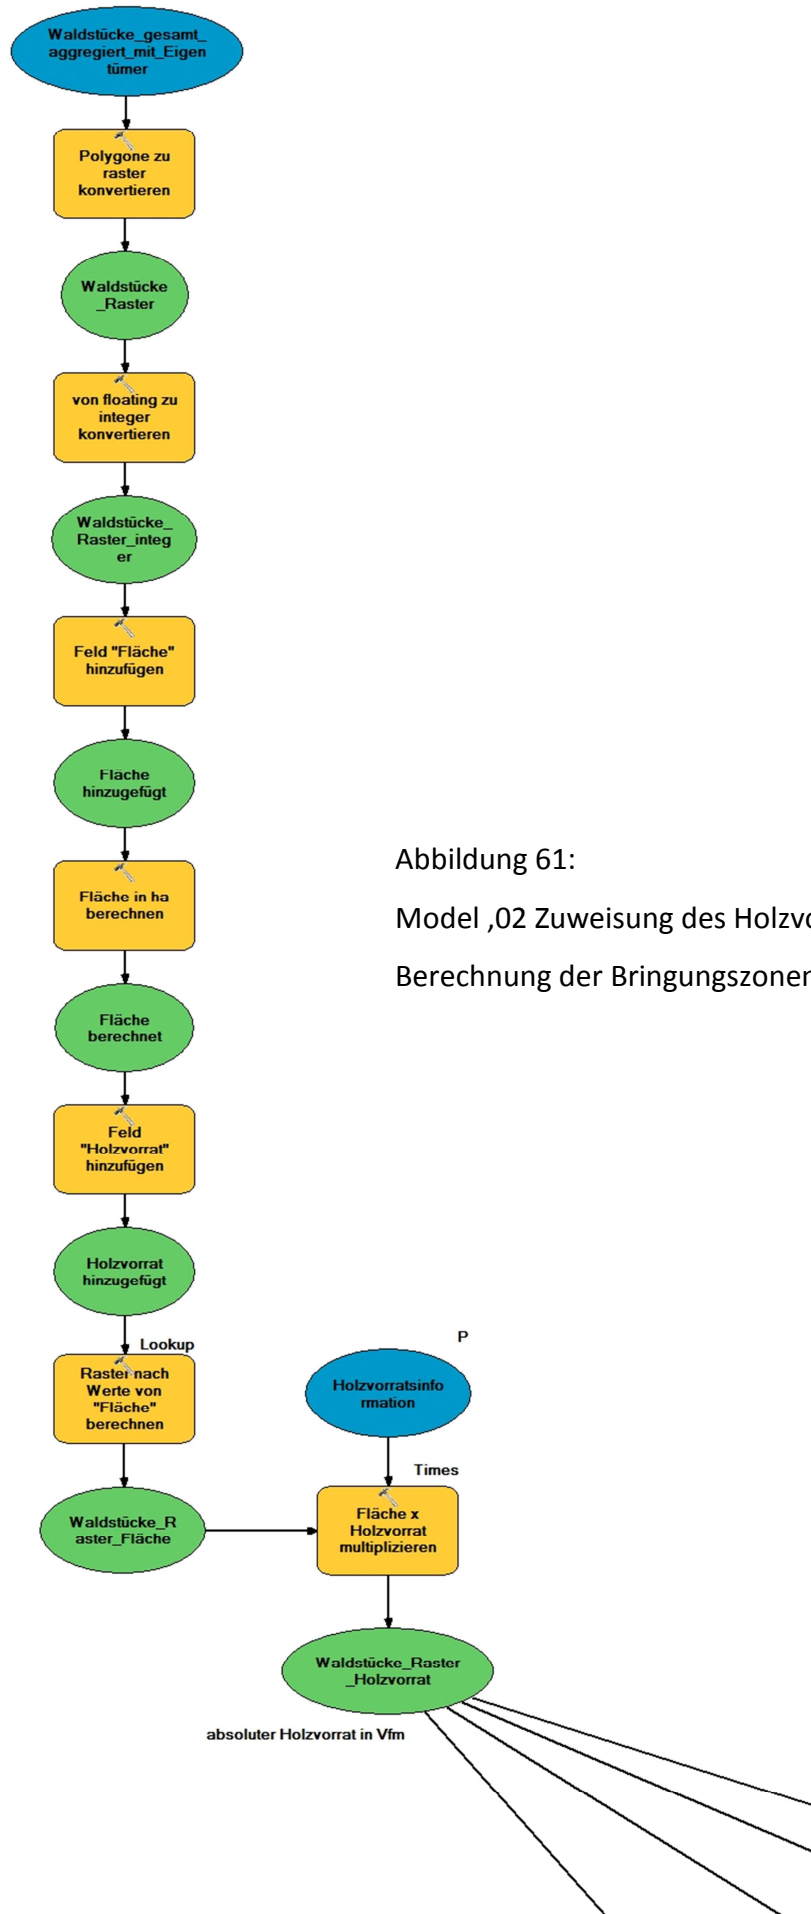 Waldstücke_gesamt_
aggregiert_mit_Eigen
tümer
Polygone zu
raster
konvertieren
Waldstücke
_Raster
von floating zu
integer
konvertieren
Waldstücke_
Raster_integ
er
Feld "Fläche"
hinzufügen
Fläche
hinzugefügt
Fläche in ha
berechnen
Abbildung 61:
Model ‚02 Zuweisung des Holzvo
Berechnung der Bringungszonen
Fläche
berechnet
Feld
"Holzvorrat"
hinzufügen
Holzvorrat
hinzugefügt
Lookup
Raster nach
Werte von
"Fläche"
berechnen
P
Holzvorratsinfo
rmation
Times
Waldstücke_R
aster_Fläche
Fläche x
Holzvorrat
multiplizieren
Waldstücke_Raster
_Holzvorrat
absoluter Holzvorrat in Vfm